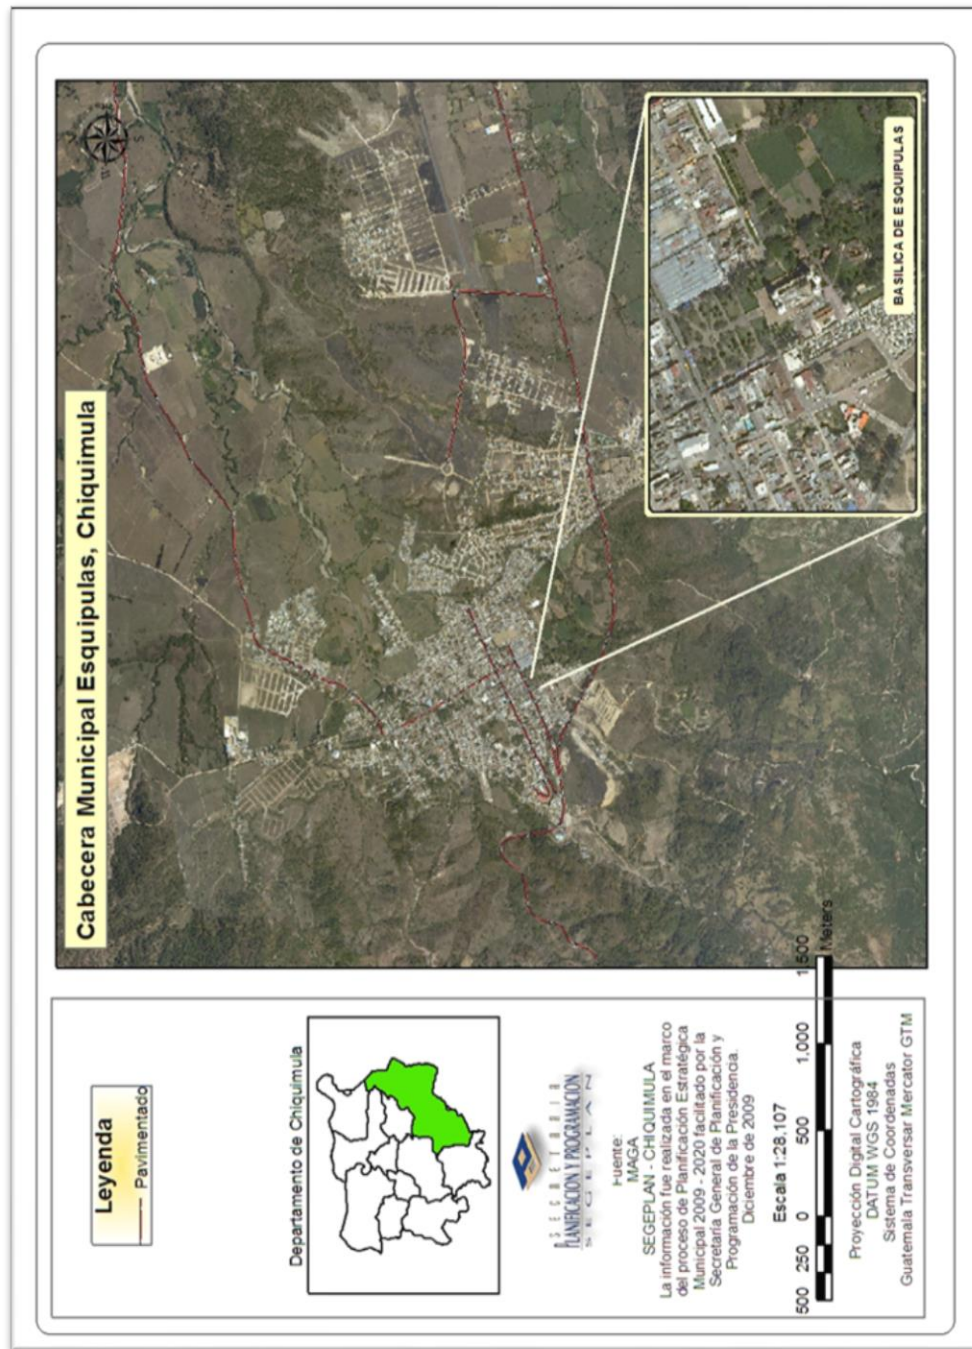 Cabecera Municipal Esquipulas, Chiquimula
BASILICA DE ESQUIPULAS
Leyenda
Pavimentado
Departamento de Chiquimula
SECRETARIA
PLANIFICACION Y PROGRAMACION
SEGEPLAN
Fuente:
MAGA
SEGEPLAN - CHIQUIMULA
La información fue realizada en el marco
del proceso de Planificación Estratégica
Municipal 2009 - 2020 facilitado por la
Secretaría General de Planificación y
Programación de la Presidencia.
Diciembre de 2009
Escala 1:28,107
500 250 0 500 1,000 1,500
Meters
Proyección Digital Cartográfica
DATUM WGS 1984
Sistema de Coordenadas
Guatemala Transversar Mercator GTM